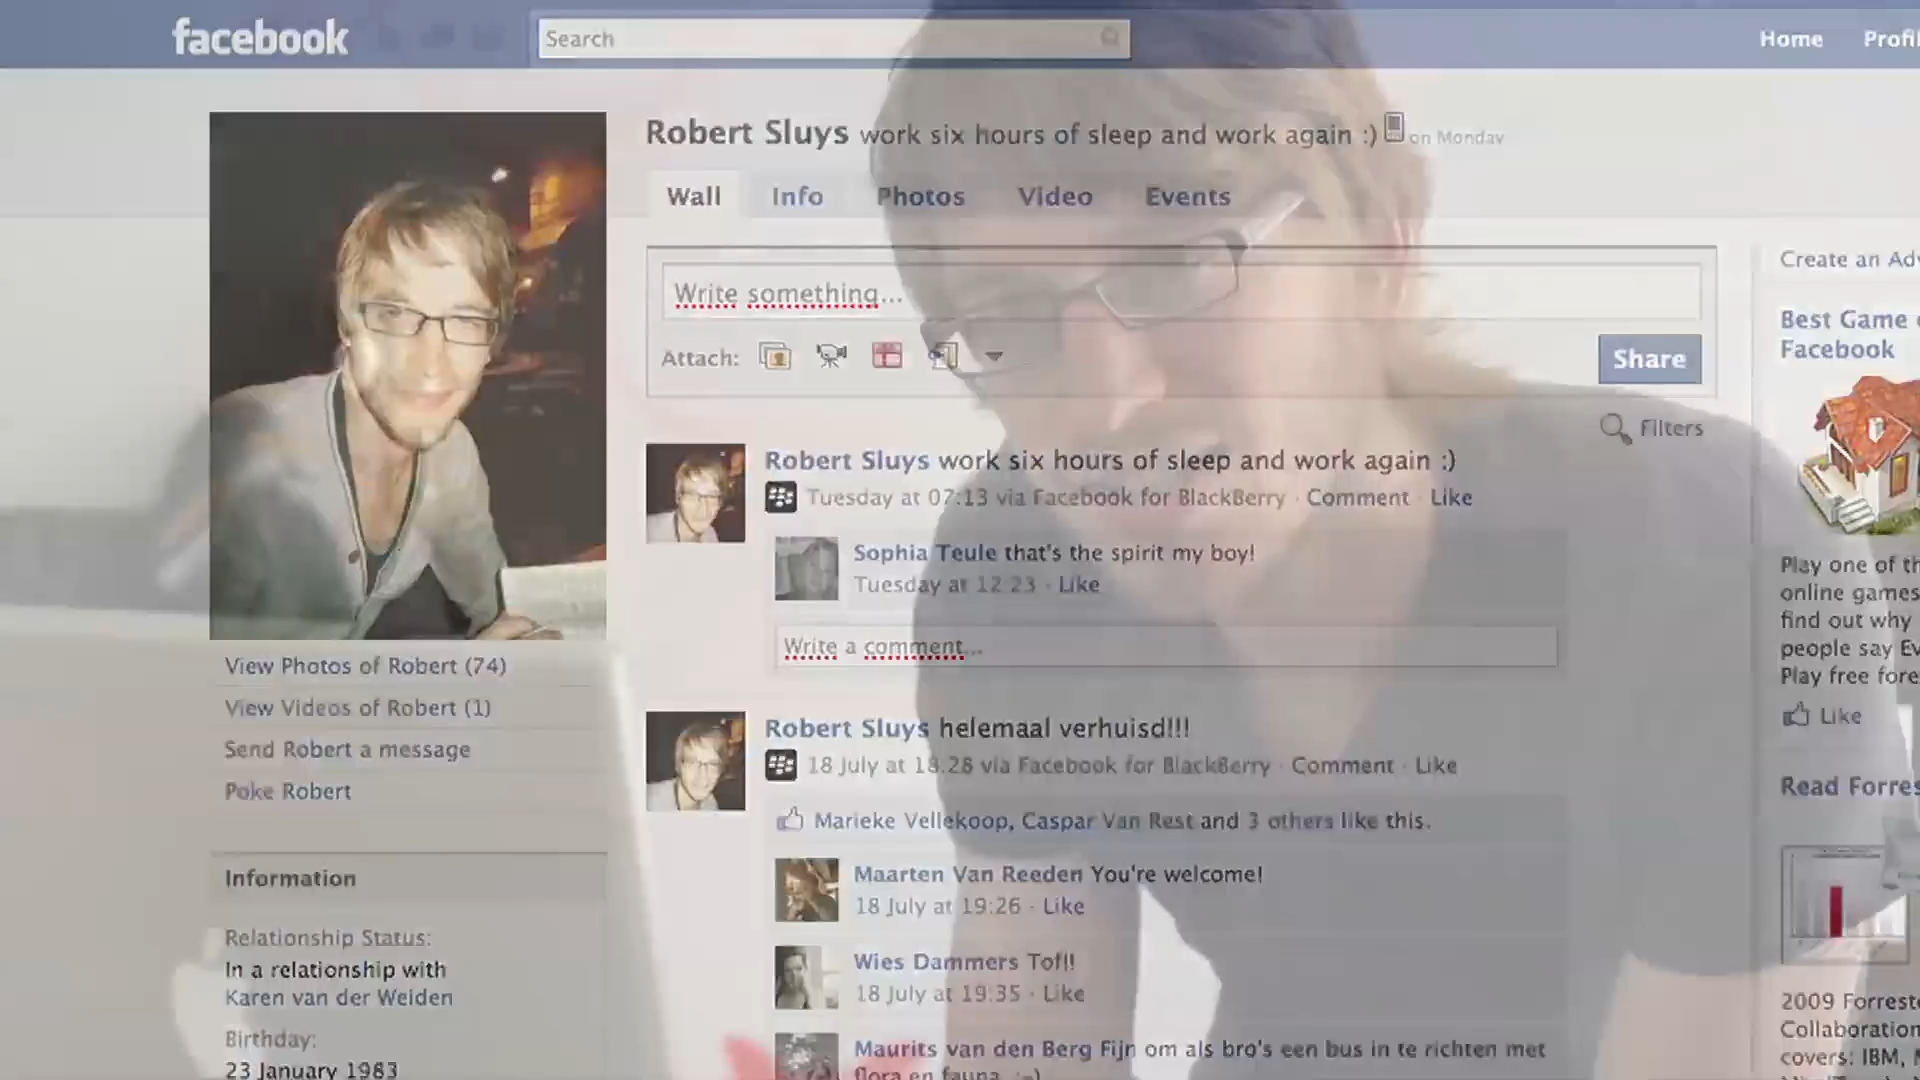 facebook
Search
Home
Robert Sluys work six hours of sleep and work again :) on Monday
Wall Info Photos Video Events
Write something...
Attach:
Share
Filters
Robert Sluys work six hours of sleep and work again :)
Tuesday at 07:13 via Facebook for BlackBerry · Comment · Like
Sophia Teule that's the spirit my boy!
Tuesday at 12:23 · Like
Write a comment...
Robert Sluys helemaal verhuisd!!!
18 July at 18:28 via Facebook for BlackBerry · Comment · Like
Marieke Vellekoop, Caspar Van Rest and 3 others like this.
Maarten Van Reeden You're welcome!
18 July at 19:26 · Like
Wies Dammers Tof!!
18 July at 19:35 · Like
Maurits van den Berg Fijn om als bro's een bus in te richten met
flora en fauna
View Photos of Robert (74)
View Videos of Robert (1)
Send Robert a message
Poke Robert
Information
Relationship Status:
In a relationship with
Karen van der Weiden
Birthday:
23 January 1983
Create an
Best Game
Facebook
Play one of
online games
find out why
people say
Play free
Like
Read
2009
covers: IBM,